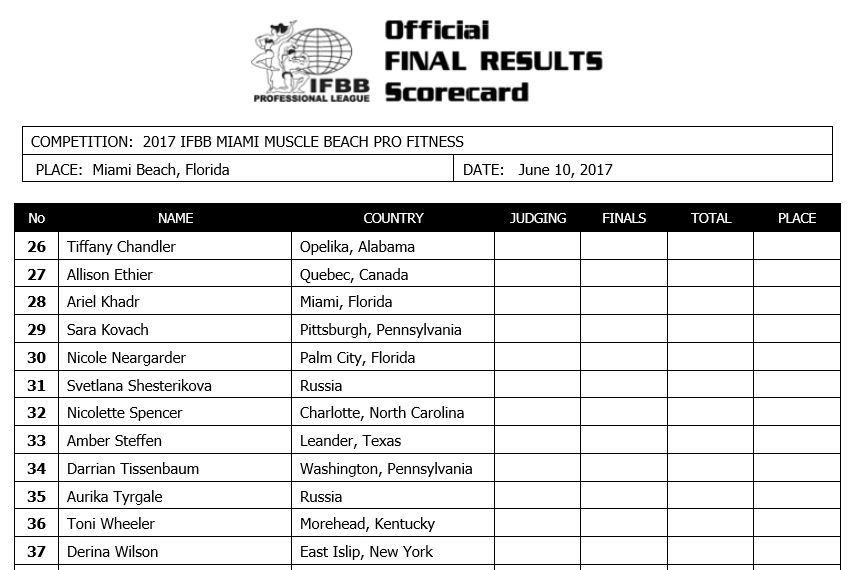 Official
FINAL RESULTS
Scorecard
IFBB
PROFESSIONAL LEAGUE
COMPETITION: 2017 IFBB MIAMI MUSCLE BEACH PRO FITNESS
PLACE: Miami Beach, Florida DATE: June 10, 2017
No NAME COUNTRY JUDGING FINALS TOTAL PLACE
26 Tiffany Chandler Opelika, Alabama
27 Allison Ethier Quebec, Canada
28 Ariel Khadr Miami, Florida
29 Sara Kovach Pittsburgh, Pennsylvania
30 Nicole Neargarder Palm City, Florida
31 Svetlana Shesterikova Russia
32 Nicolette Spencer Charlotte, North Carolina
33 Amber Steffen Leander, Texas
34 Darrian Tissenbaum Washington, Pennsylvania
35 Aurika Tyrgale Russia
36 Toni Wheeler Morehead, Kentucky
37 Derina Wilson East Islip, New York